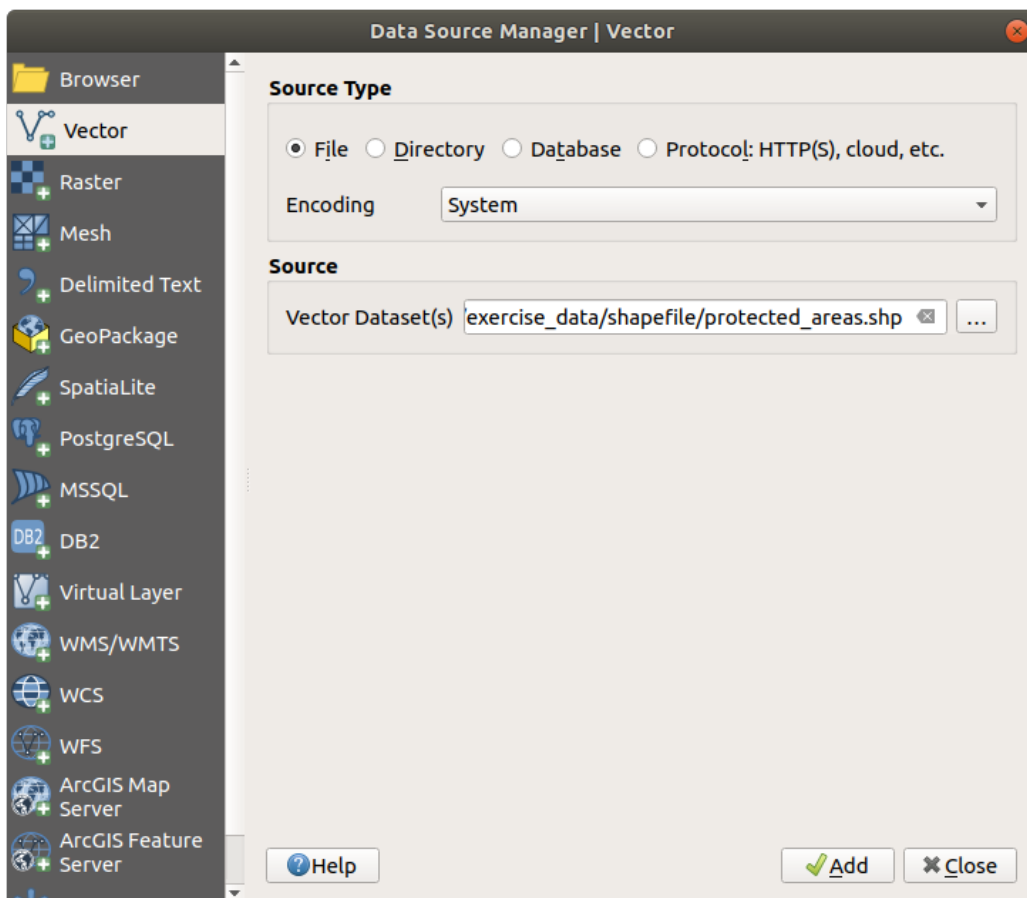 Data Source Manager | Vector
Browser
Vector
Raster
Mesh
Delimited Text
GeoPackage
SpatiaLite
PostgreSQL
MSSQL
DB2
DB2
Virtual Layer
WMS/WMTS
WCS
WFS
ArcGIS Map
Server
ArcGIS Feature
Server
Source Type
File Directory Database Protocol: HTTP(S), cloud, etc.
Encoding System
Source
Vector Dataset(s) /exercise_data/shapefile/protected_areas.shp ...
Help Add Close